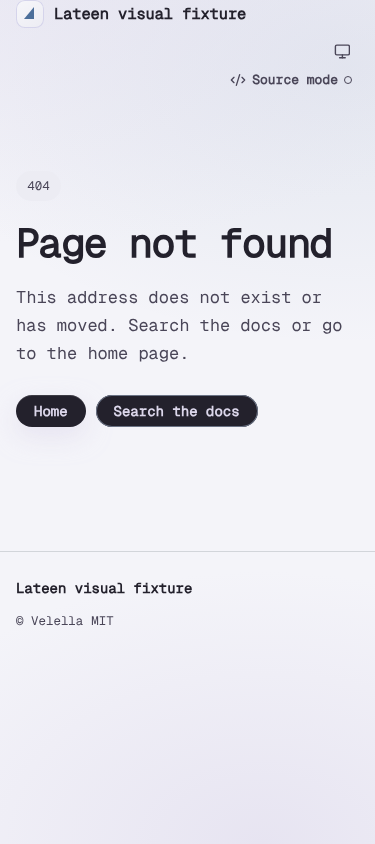 Lateen visual fixture
Source mode
404
Page not found
This address does not exist or
has moved. Search the docs or go
to the home page.
Home
Search the docs
Lateen visual fixture
© Velella MIT